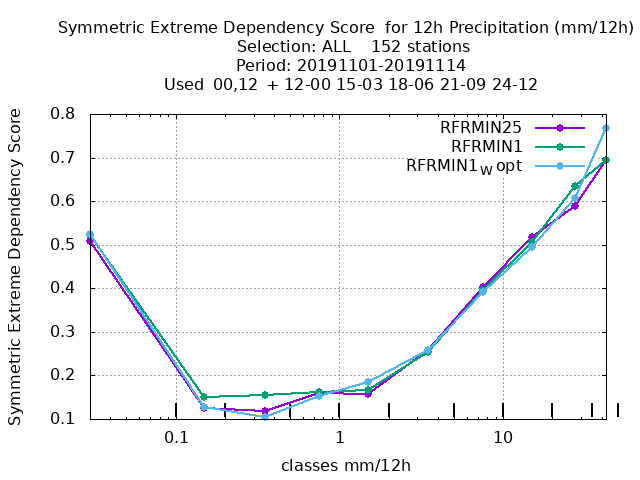 Symmetric Extreme Dependency Score for 12h Precipitation (mm/12h)
Selection: ALL 152 stations
Period: 20191101-20191114
Used 00,12 + 12-00 15-03 18-06 21-09 24-12
Symmetric Extreme Dependency Score
0.8
0.7
0.6
0.5
0.4
0.3
0.2
0.1
RFRMIN25
RFRMIN1
RFRMIN1W opt
0.1 1 10
classes mm/12h